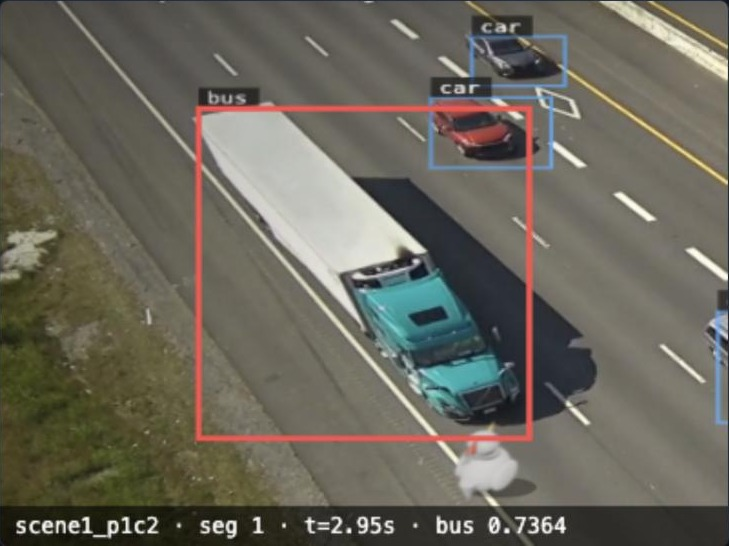 car
car
bus
scene1_p1c2 · seg 1 · t=2.95s · bus 0.7364